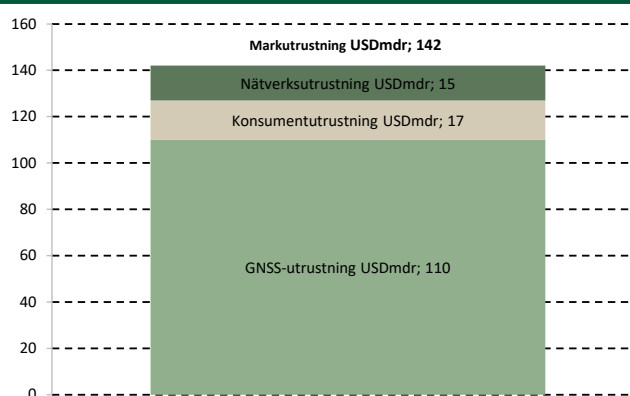 160
Markutrustning USDmdr; 142
140
Nätverksutrustning USDmdr; 15
120
Konsumentutrustning USDmdr; 17
100
80
GNSS-utrustning USDmdr; 110
60
40
20
0